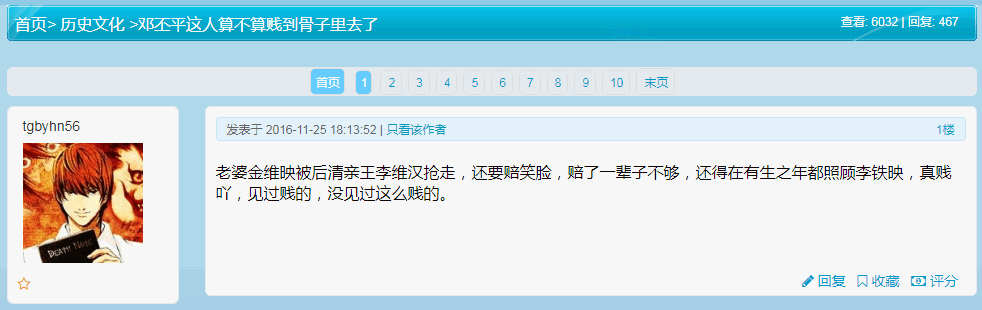 首页> 历史文化 >邓丕平这人算不算贱到骨子里去了
查看: 6032 | 回复: 467
首页 1 2 3 4 5 6 7 8 9 10 末页
tgbyhn56
发表于 2016-11-25 18:13:52 | 只看该作者
1楼
DEATH NOTE
老婆金维映被后清亲王李维汉抢走，还要赔笑脸，赔了一辈子不够，还得在有生之年都照顾李铁映，真贱
吖，见过贱的，没见过这么贱的。
回复 收藏 评分